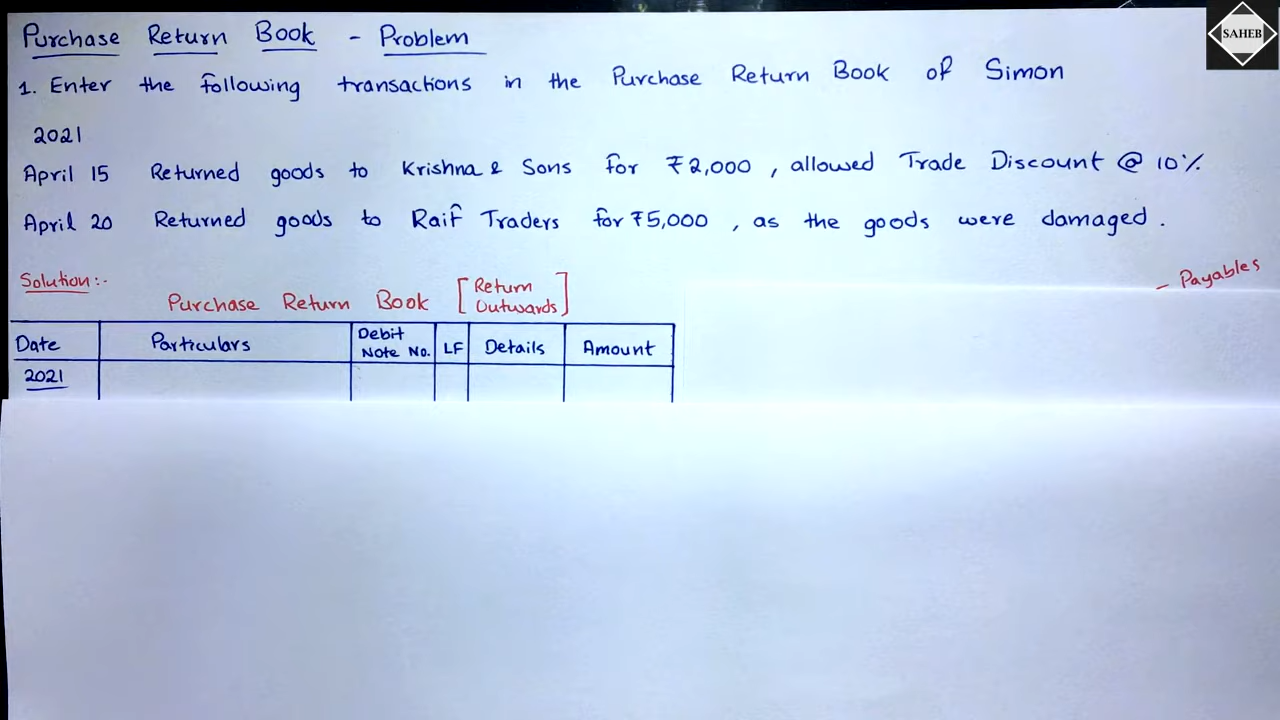 Purchase Return Book - Problem
SAHEB
1. Enter the following transactions in the Purchase Return Book of Simon
2021
April 15 Returned goods to Krishna & Sons for ₹2,000, allowed Trade Discount @ 10%
April 20 Returned goods to Raif Traders for ₹5,000, as the goods were damaged.
Solution:-
- Payables
Purchase Return Book [Return Outwards]
Date Particulars Debit Note No. LF Details Amount
2021